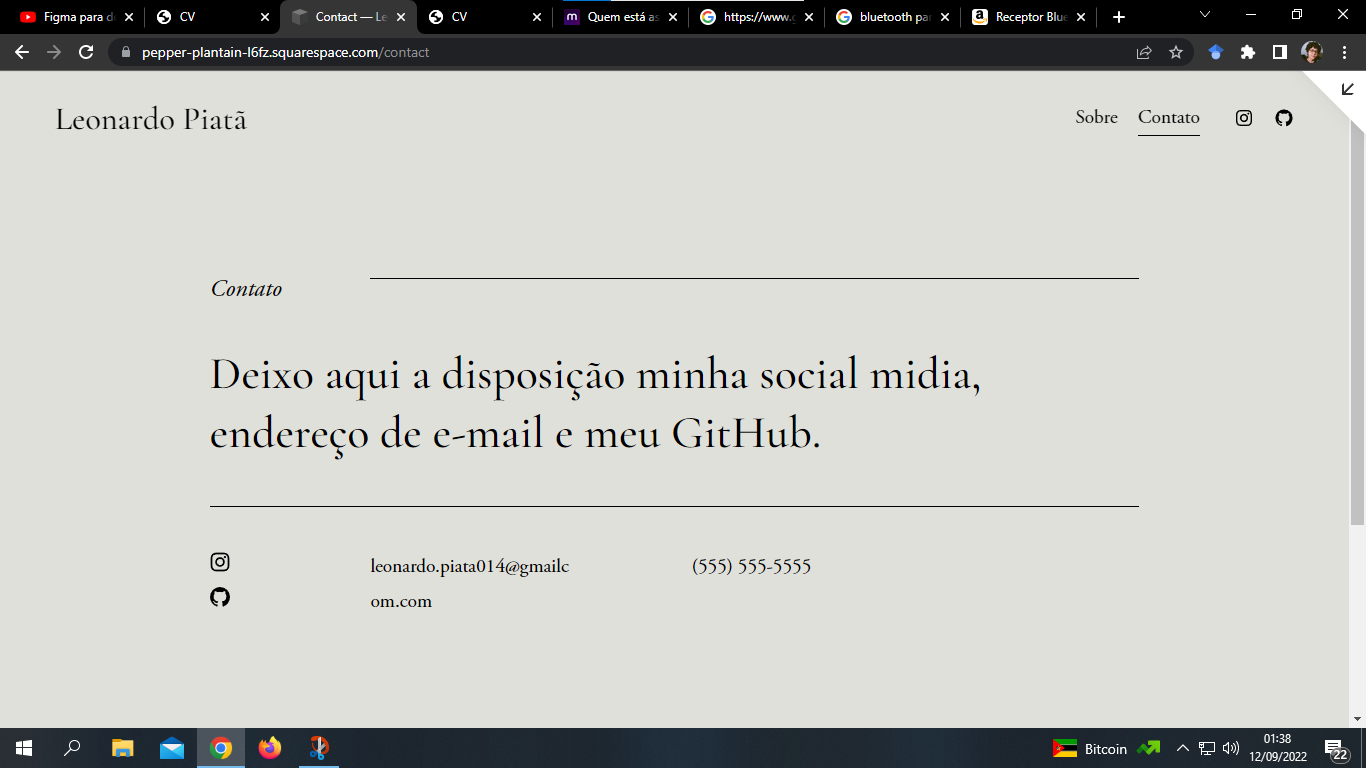 Figma para d
CV
Contact — Le
CV
Quem está as
https://www.g
bluetooth par
Receptor Blue
pepper-plantain-l6fz.squarespace.com/contact
Leonardo Piatã
Sobre
Contato
Contato
Deixo aqui a disposição minha social midia,
endereço de e-mail e meu GitHub.
leonardo.piata014@gmailc
om.com
(555) 555-5555
Bitcoin
01:38
12/09/2022
22